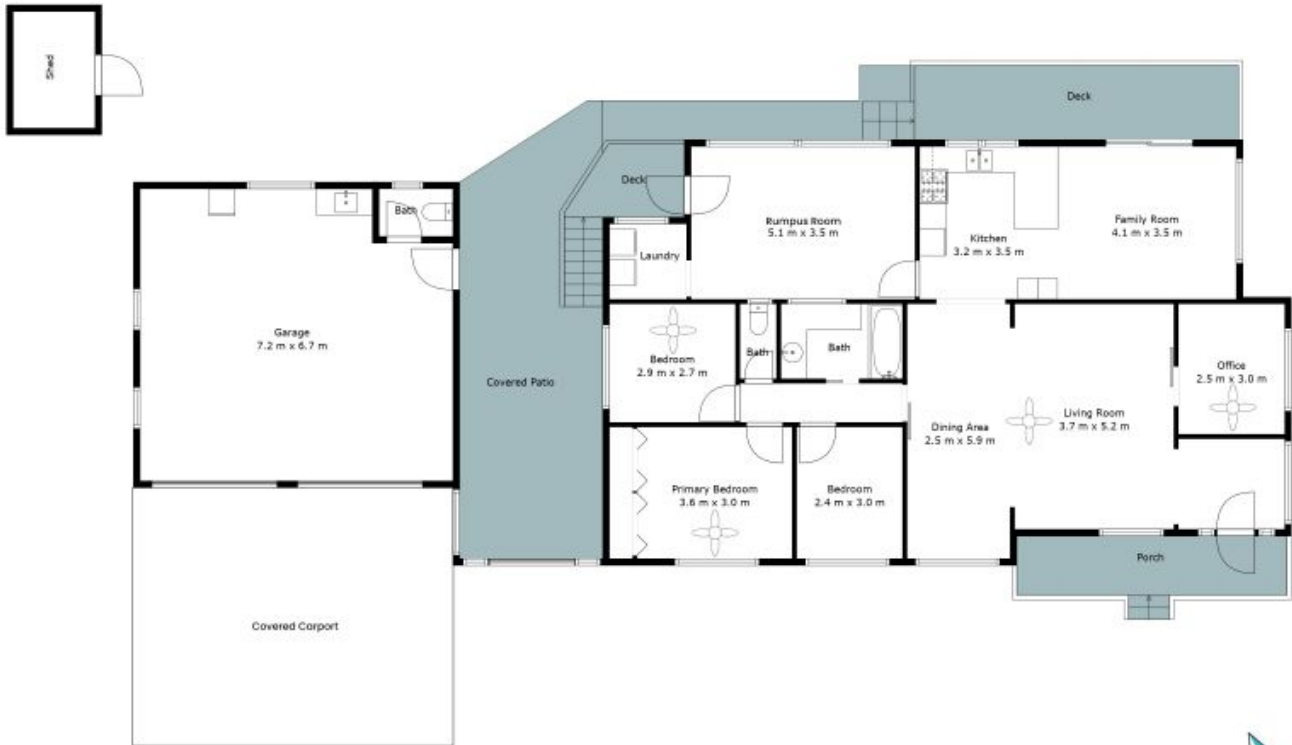 Shed
Deck
Bath
Deck
Rumpus Room
5.1 m x 3.5 m
Family Room
4.1 m x 3.5 m
Kitchen
3.2 m x 3.5 m
Laundry
Garage
7.2 m x 6.7 m
Bedroom
2.9 m x 2.7 m
Bath
Bath
Office
2.5 m x 3.0 m
Covered Patio
Living Room
3.7 m x 5.2 m
Dining Area
2.5 m x 5.9 m
Primary Bedroom
3.6 m x 3.0 m
Bedroom
2.4 m x 3.0 m
Porch
Covered Carport